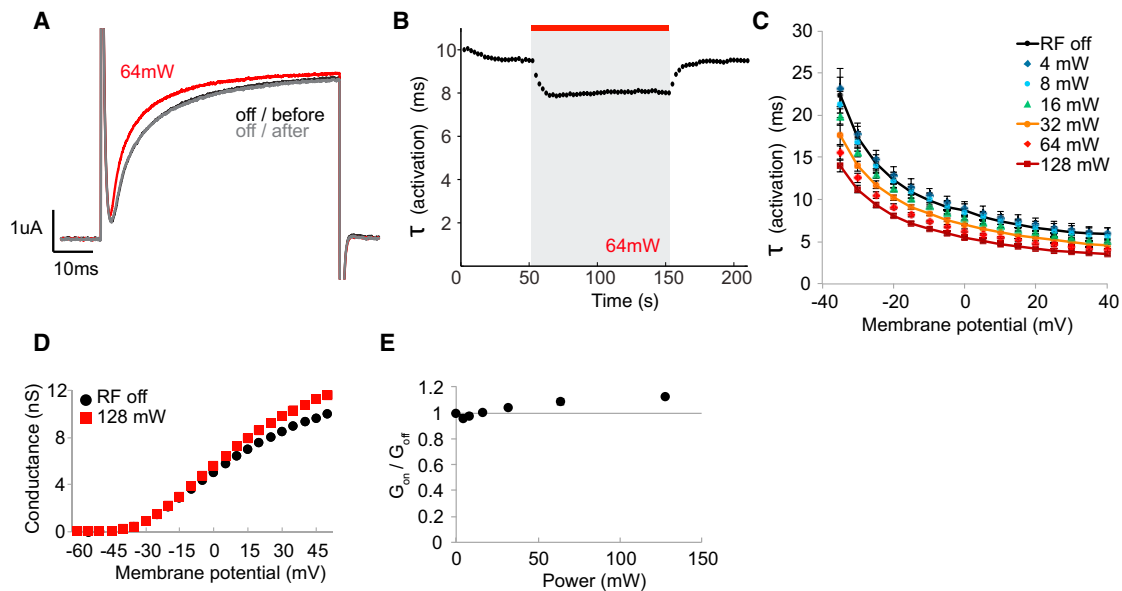 A
64mW
off / before
off / after
1uA
10ms
B
10
8
6
4
2
τ (activation) (ms)
64mW
0 50 100 150 200
Time (s)
C
RF off
4 mW
8 mW
16 mW
32 mW
64 mW
128 mW
30
25
20
15
10
5
0
τ (activation) (ms)
-40 -20 0 20 40
Membrane potential (mV)
D
RF off
128 mW
12
8
4
0
Conductance (nS)
-60 -45 -30 -15 0 15 30 45
Membrane potential (mV)
E
1.2
1
0.8
0.6
0.4
0.2
0
Gon / Goff
0 50 100 150
Power (mW)